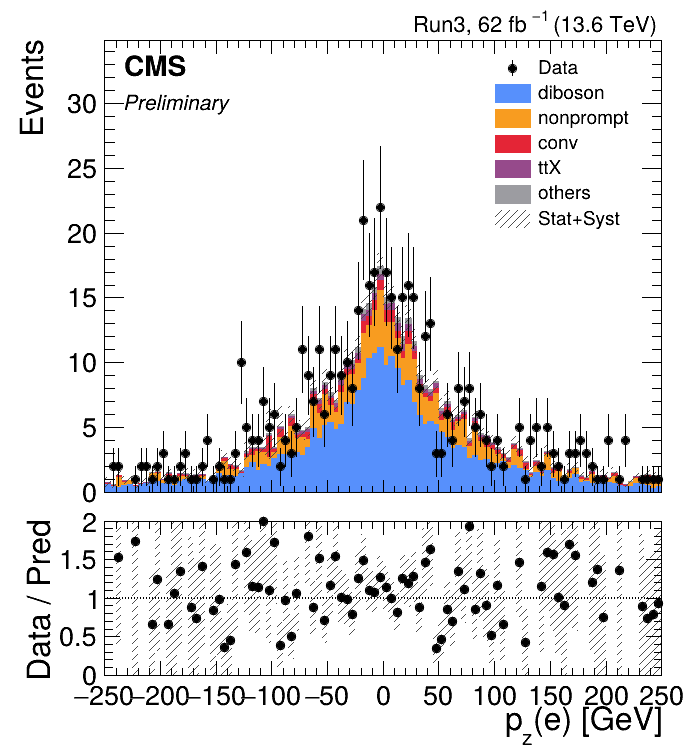 Run3, 62 fb⁻¹ (13.6 TeV)
CMS
Preliminary
Data
diboson
nonprompt
conv
ttX
others
Stat+Syst
Events
30
25
20
15
10
5
0
Data / Pred
2
1.5
1
0.5
0
−250 −200 −150 −100 −50 0 50 100 150 200 250
p_z(e) [GeV]